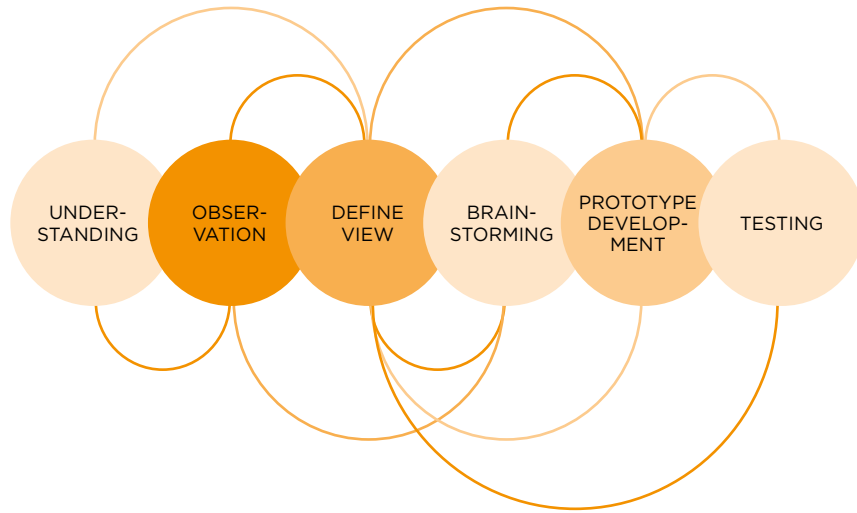 UNDER-
STANDING
OBSER-
VATION
DEFINE
VIEW
BRAIN-
STORMING
PROTOTYPE
DEVELOP-
MENT
TESTING